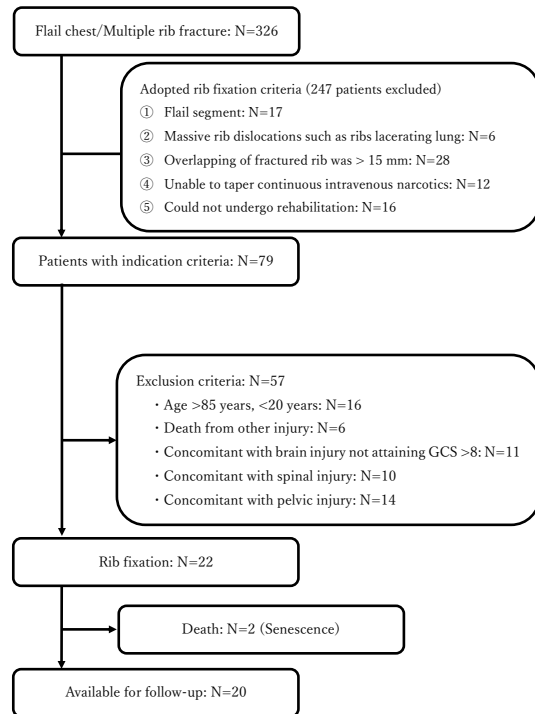 Flail chest/Multiple rib fracture: N=326
Adopted rib fixation criteria (247 patients excluded)
① Flail segment: N=17
② Massive rib dislocations such as ribs lacerating lung: N=6
③ Overlapping of fractured rib was > 15 mm: N=28
④ Unable to taper continuous intravenous narcotics: N=12
⑤ Could not undergo rehabilitation: N=16
Patients with indication criteria: N=79
Exclusion criteria: N=57
・Age >85 years, <20 years: N=16
・Death from other injury: N=6
・Concomitant with brain injury not attaining GCS >8: N=11
・Concomitant with spinal injury: N=10
・Concomitant with pelvic injury: N=14
Rib fixation: N=22
Death: N=2 (Senescence)
Available for follow-up: N=20